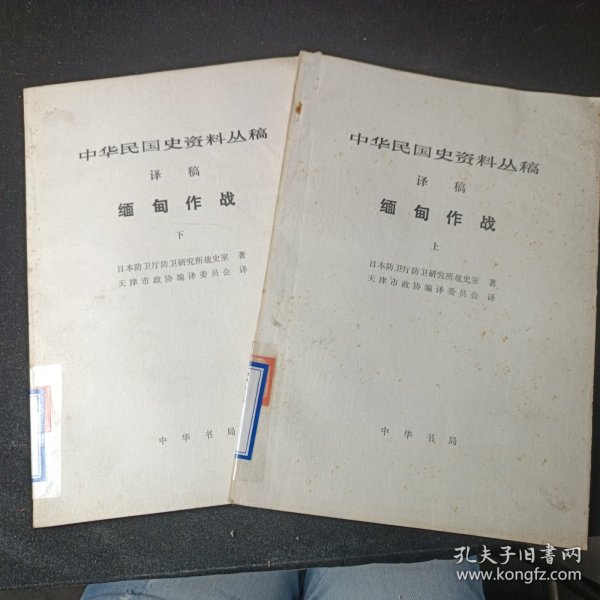 中华民国史资料丛稿
译稿
缅甸作战
下
日本防卫厅防卫研究所战史室 著
天津市政协编译委员会 译
中华书局
中华民国史资料丛稿
译稿
缅甸作战
上
日本防卫厅防卫研究所战史室 著
天津市政协编译委员会 译
中华书局
孔夫子旧书网
www.kongfz.com